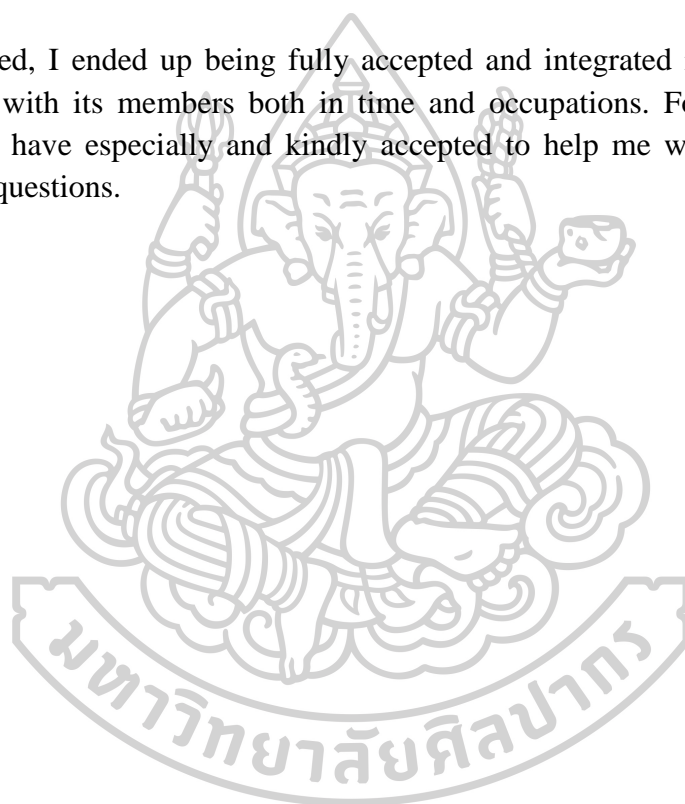 ed, I ended up being fully accepted and integrated
with its members both in time and occupations.
have especially and kindly accepted to help me
questions.
มหาวิทยาลัยศิลปากร